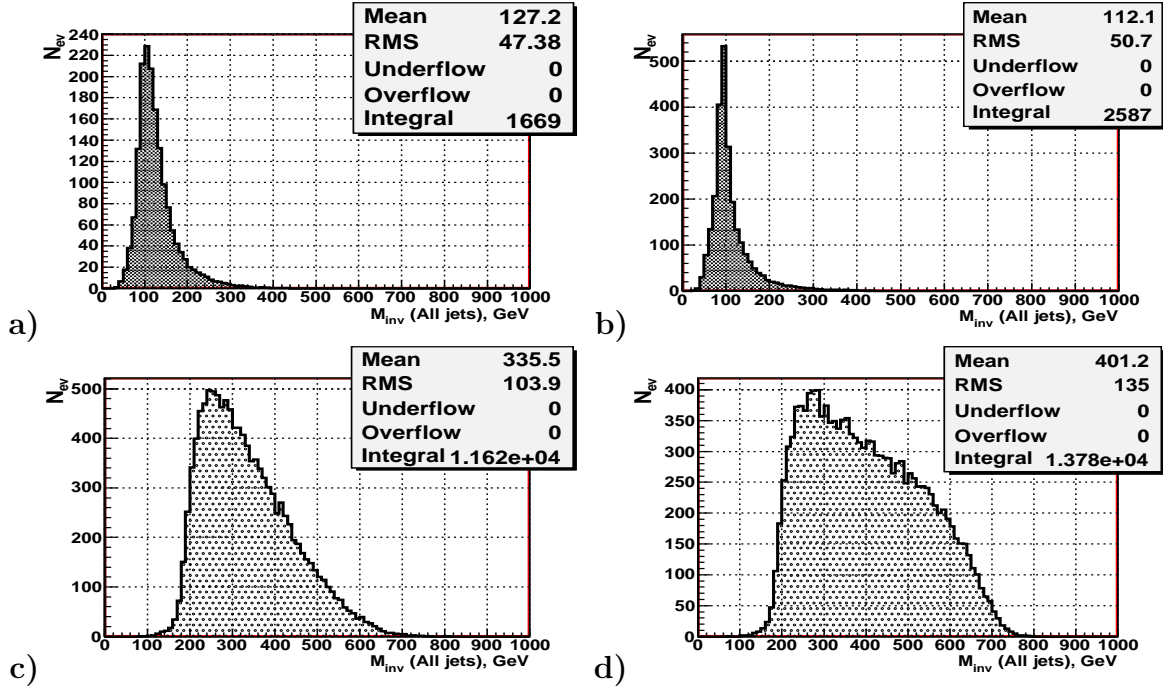 N_ev
Mean 127.2
RMS 47.38
Underflow 0
Overflow 0
Integral 1669
240
220
200
180
160
140
120
100
80
60
40
20
0
0 100 200 300 400 500 600 700 800 900 1000
M_inv (All jets), GeV
a)
N_ev
Mean 112.1
RMS 50.7
Underflow 0
Overflow 0
Integral 2587
500
400
300
200
100
0
0 100 200 300 400 500 600 700 800 900 1000
M_inv (All jets), GeV
b)
N_ev
Mean 335.5
RMS 103.9
Underflow 0
Overflow 0
Integral 1.162e+04
500
400
300
200
100
0
0 100 200 300 400 500 600 700 800 900 1000
M_inv (All jets), GeV
c)
N_ev
Mean 401.2
RMS 135
Underflow 0
Overflow 0
Integral 1.378e+04
400
350
300
250
200
150
100
50
0
0 100 200 300 400 500 600 700 800 900 1000
M_inv (All jets), GeV
d)